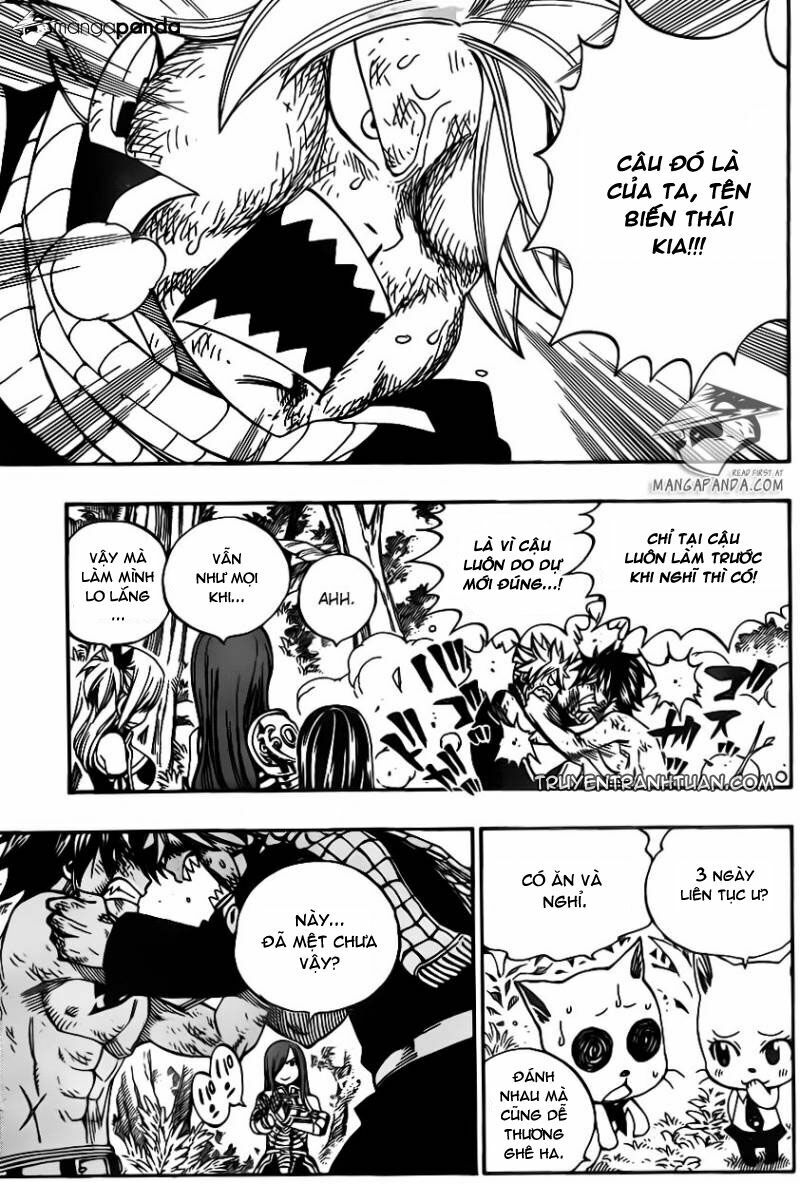 mangapanda
CÂU ĐÓ LÀ
CỦA TA, TÊN
BIẾN THÁI
KIA!!!
READ FIRST AT
MANGAPANDA.COM
CHỈ TẠI CẬU
LUÔN LÀM TRƯỚC
KHI NGHĨ THÌ CÓ!
LÀ VÌ CẬU
LUÔN DO DỰ
MỚI ĐÚNG...!
AHH.
VẪN
NHƯ MỌI
KHI...
VẬY MÀ
LÀM MÌNH
LO LẮNG
...
TRUYENTRANHTUAN.COM
3 NGÀY
LIÊN TỤC Ư?
CÓ ĂN VÀ
NGHỈ.
ĐÁNH
NHAU MÀ
CŨNG DỄ
THƯƠNG
GHÊ HA.
NÀY...
ĐÃ MỆT CHƯA
VẬY?